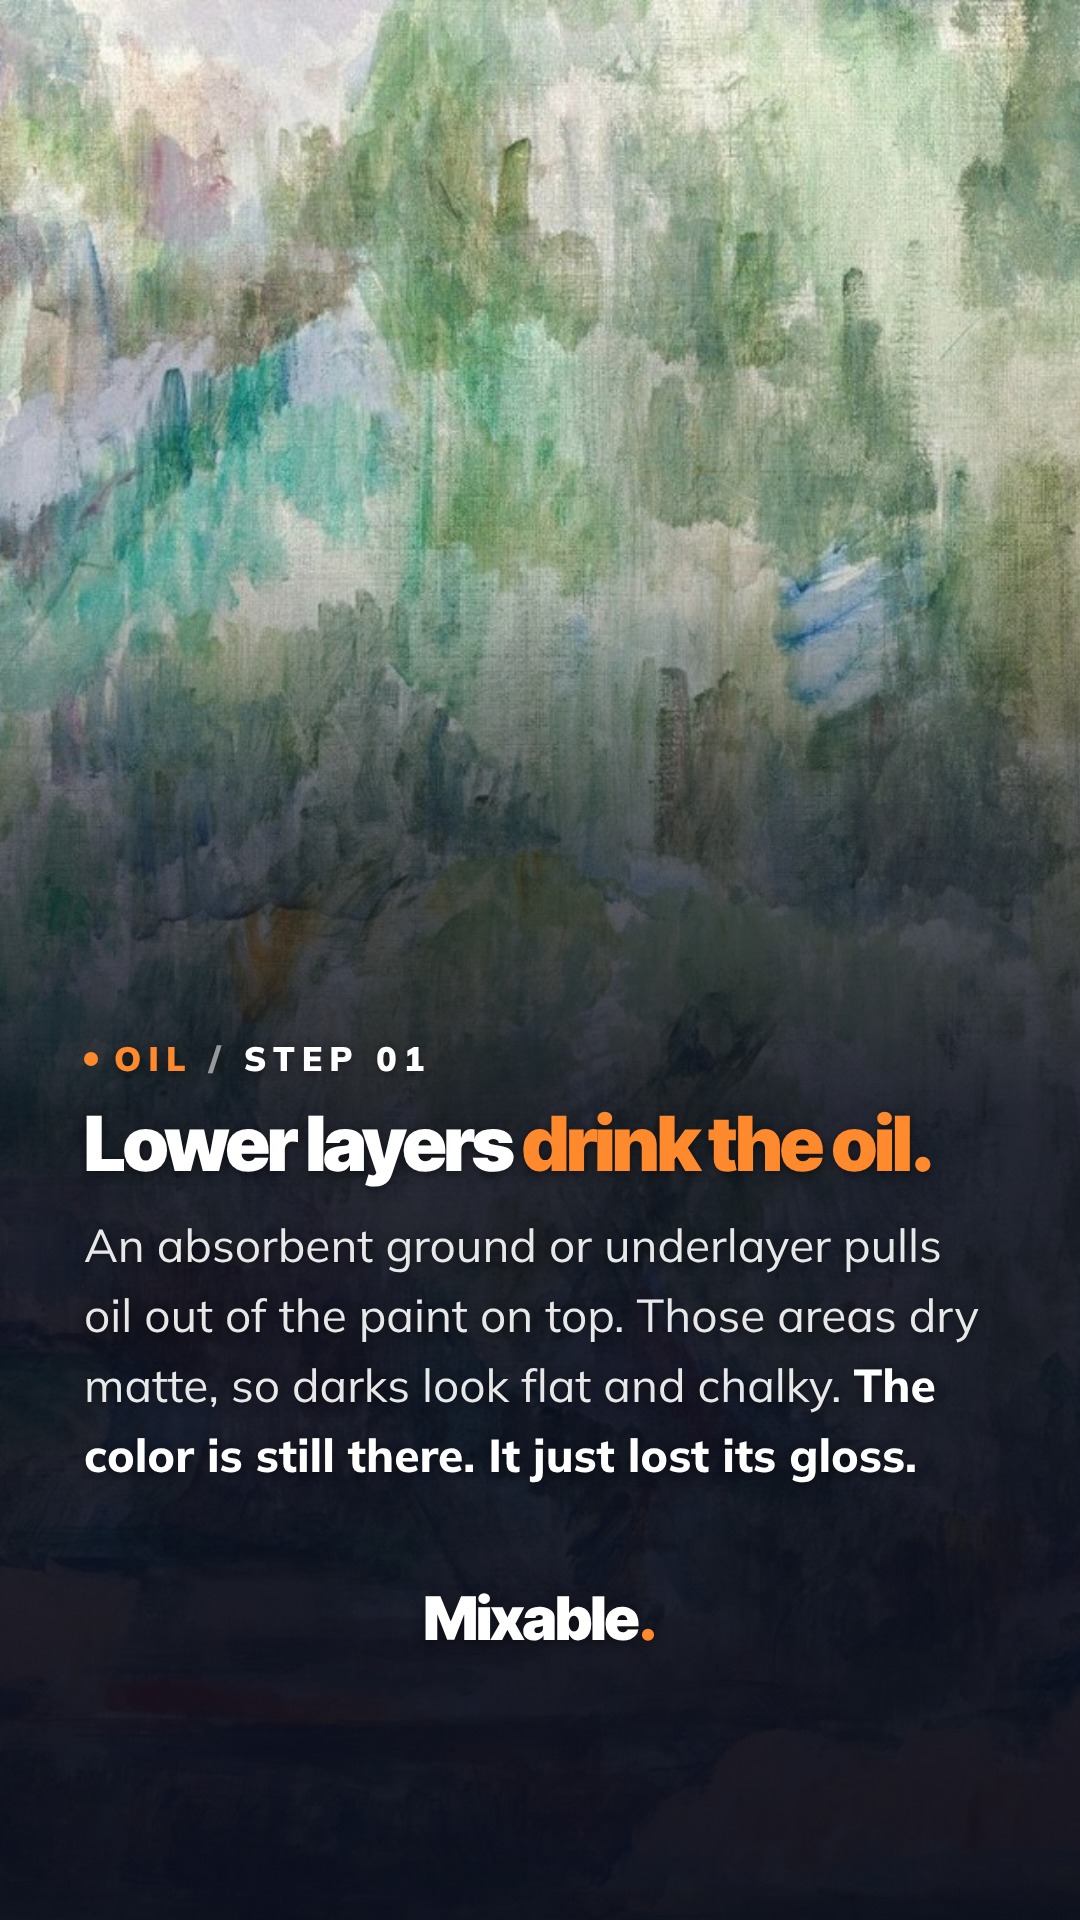 • OIL / STEP 01
Lower layers drink the oil.
An absorbent ground or underlayer pulls
oil out of the paint on top. Those areas dry
matte, so darks look flat and chalky. The
color is still there. It just lost its gloss.
Mixable.